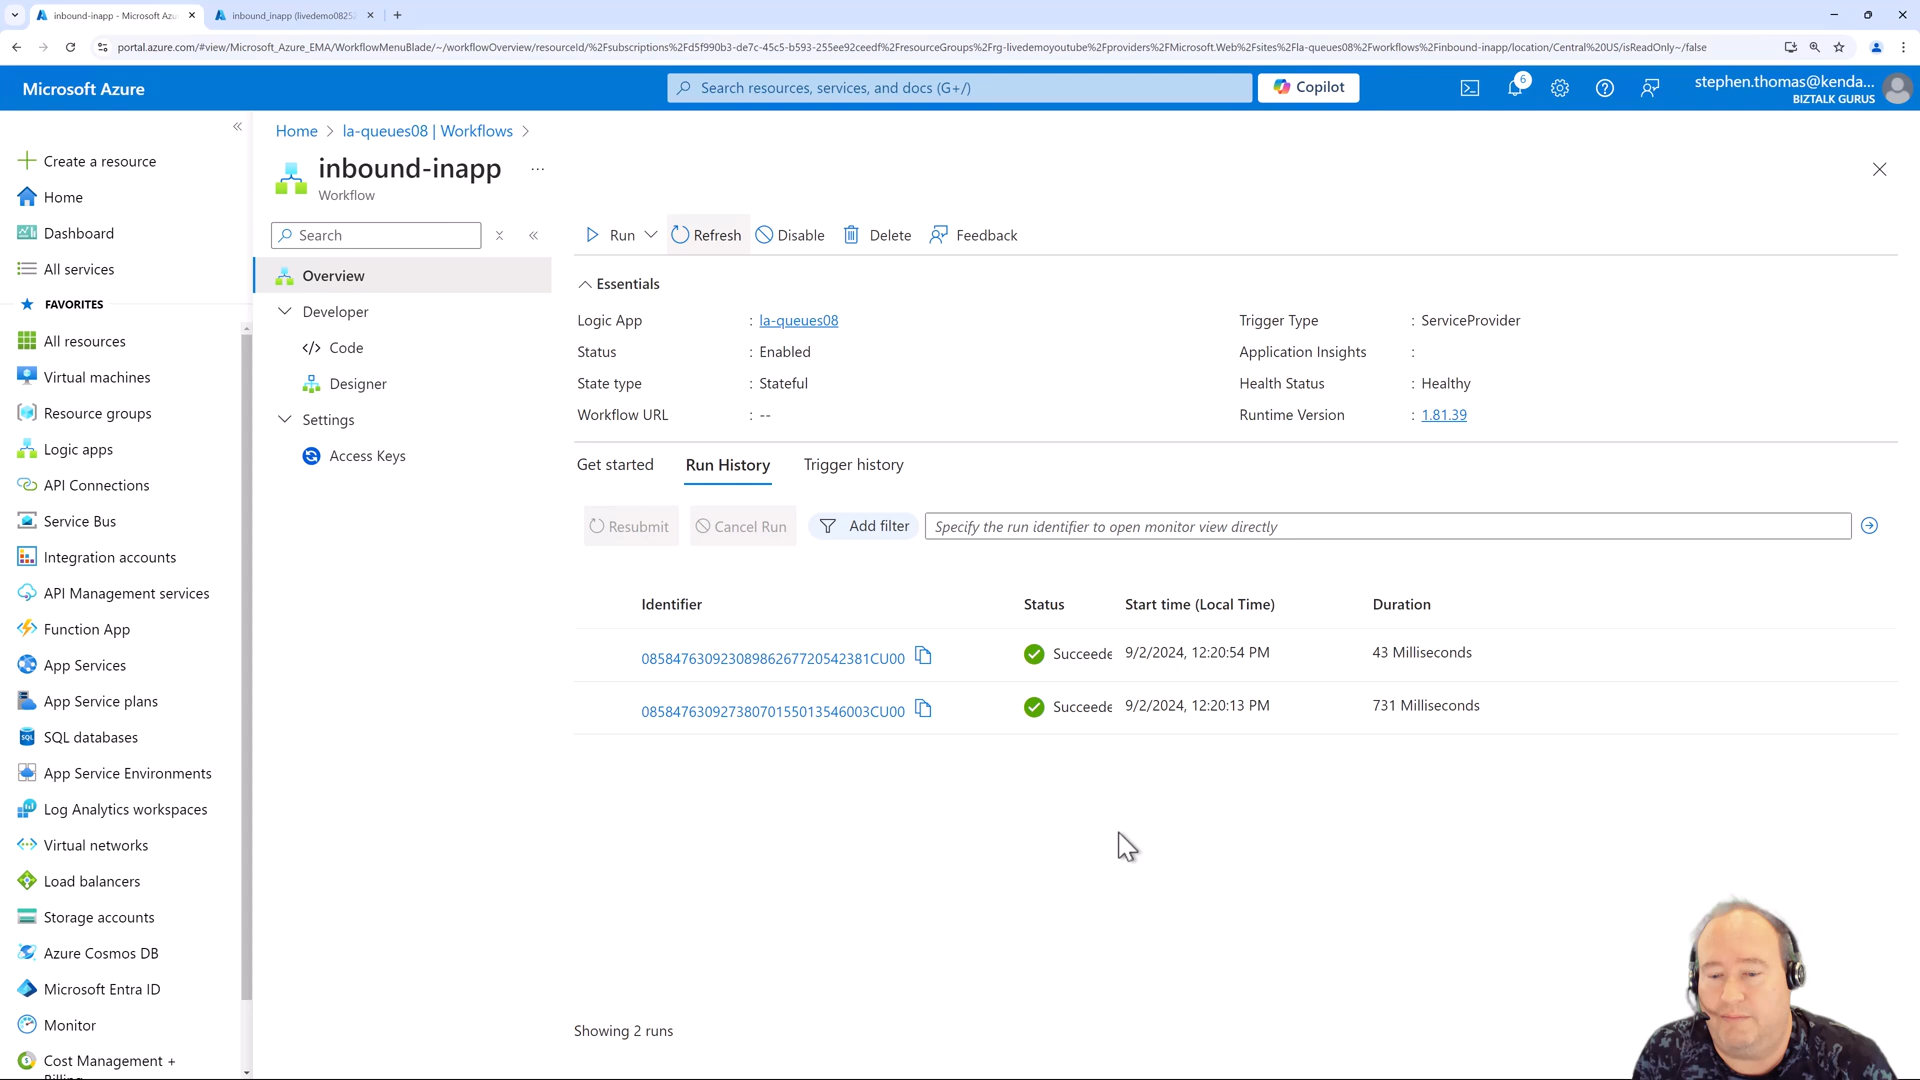 inbound-inapp - Microsoft Azu
inbound_inapp (livedemo0825
portal.azure.com/#view/Microsoft_Azure_EMA/WorkflowMenuBlade/~/workflowOverview/resourceId/%2Fsubscriptions%2Fd5f990b3-de7c-45c5-b593-255ee92ceedf%2FresourceGroups%2Frg-livedemoyoutube%2Fproviders%2FMicrosoft.Web%2Fsites%2Fla-queues08%2Fworkflows%2Finbound-inapp/location/Central%20US/isReadOnly~/false
Microsoft Azure
Search resources, services, and docs (G+/)
Copilot
6
stephen.thomas@kenda...
BIZTALK GURUS
Create a resource
Home
Dashboard
All services
FAVORITES
All resources
Virtual machines
Resource groups
Logic apps
API Connections
Service Bus
Integration accounts
API Management services
Function App
App Services
App Service plans
SQL databases
App Service Environments
Log Analytics workspaces
Virtual networks
Load balancers
Storage accounts
Azure Cosmos DB
Microsoft Entra ID
Monitor
Cost Management +
Billing
Home > la-queues08 | Workflows >
inbound-inapp
...
Workflow
Search
Overview
Developer
Code
Designer
Settings
Access Keys
Run
Refresh
Disable
Delete
Feedback
Essentials
Logic App : la-queues08
Status : Enabled
State type : Stateful
Workflow URL : --
Trigger Type : ServiceProvider
Application Insights :
Health Status : Healthy
Runtime Version : 1.81.39
Get started
Run History
Trigger history
Resubmit
Cancel Run
Add filter
Specify the run identifier to open monitor view directly
Identifier Status Start time (Local Time) Duration
08584763092308986267720542381CU00 Succeede 9/2/2024, 12:20:54 PM 43 Milliseconds
08584763092738070155013546003CU00 Succeede 9/2/2024, 12:20:13 PM 731 Milliseconds
Showing 2 runs